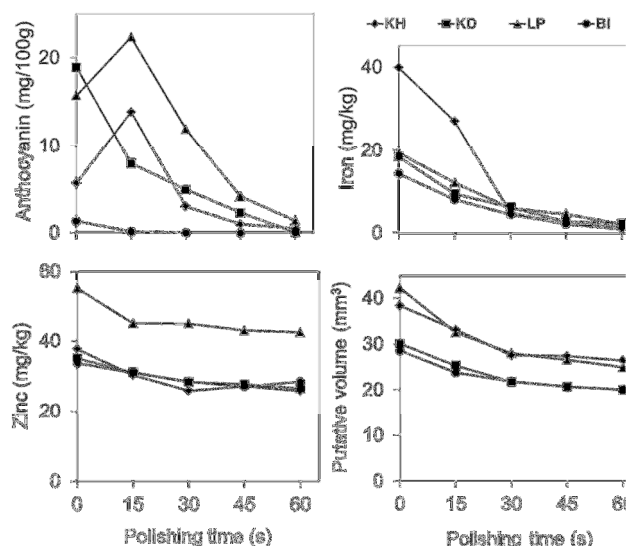 KH KD LP BI
Anthocyanin (mg/100g)
20
10
0
Iron (mg/kg)
40
20
0
Zinc (mg/kg)
60
40
20
0
0 15 30 45 60
Polishing time (s)
Putative volume (mm³)
40
30
20
10
0
0 15 30 45 60
Polishing time (s)